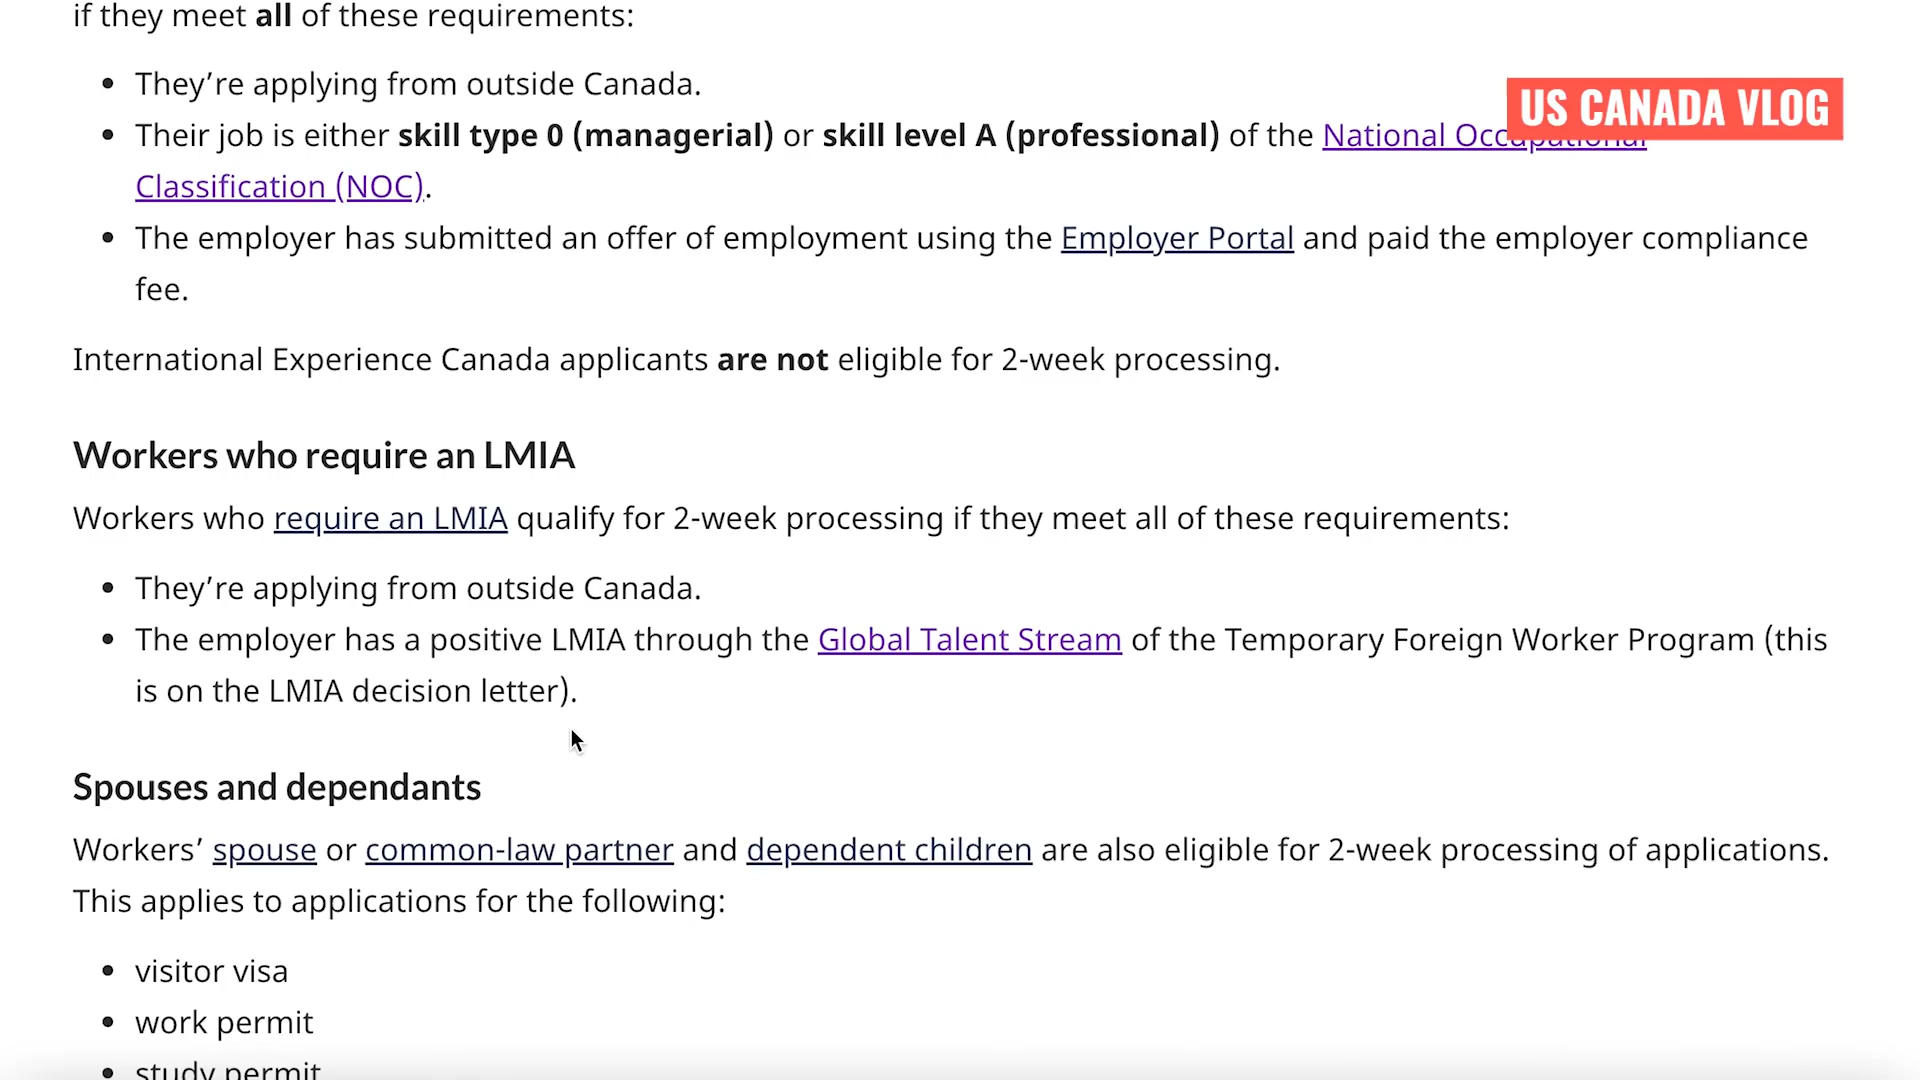 if they meet all of these requirements:
• They’re applying from outside Canada.
US CANADA VLOG
• Their job is either skill type 0 (managerial) or skill level A (professional) of the National Occupational
Classification (NOC).
• The employer has submitted an offer of employment using the Employer Portal and paid the employer compliance
fee.
International Experience Canada applicants are not eligible for 2-week processing.
Workers who require an LMIA
Workers who require an LMIA qualify for 2-week processing if they meet all of these requirements:
• They’re applying from outside Canada.
• The employer has a positive LMIA through the Global Talent Stream of the Temporary Foreign Worker Program (this
is on the LMIA decision letter).
Spouses and dependants
Workers’ spouse or common-law partner and dependent children are also eligible for 2-week processing of applications.
This applies to applications for the following:
• visitor visa
• work permit
• study permit